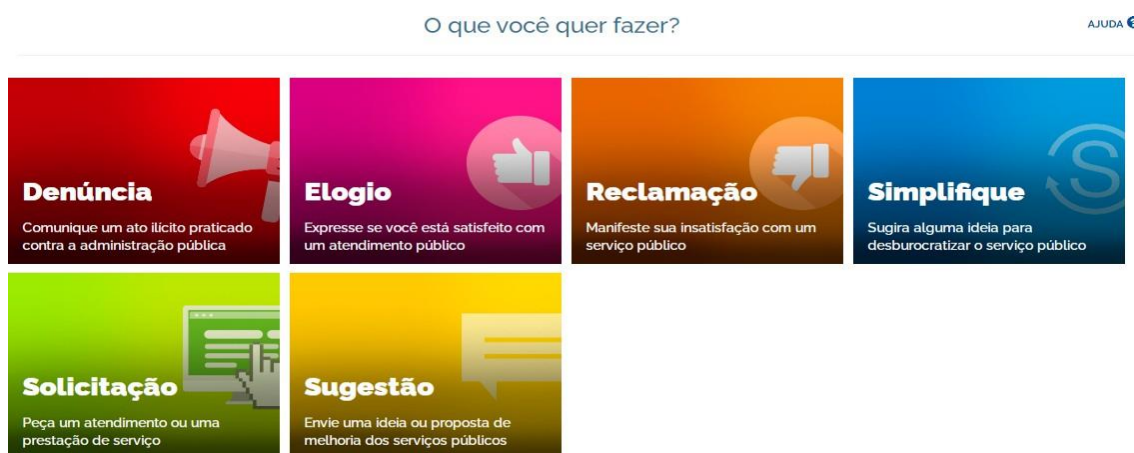 O que você quer fazer?
AJUDA
Denúncia
Comunique um ato ilícito praticado
contra a administração pública
Elogio
Expresse se você está satisfeito com
um atendimento público
Reclamação
Manifeste sua insatisfação com um
serviço público
Simplifique
Sugira alguma ideia para
desburocratizar o serviço público
Solicitação
Peça um atendimento ou uma
prestação de serviço
Sugestão
Envie uma ideia ou proposta de
melhoria dos serviços públicos